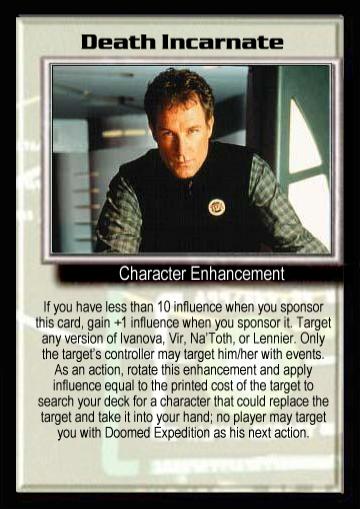 Death Incarnate
Character Enhancement
If you have less than 10 influence when you sponsor
this card, gain +1 influence when you sponsor it. Target
any version of Ivanova, Vir, Na'Toth, or Lennier. Only
the target's controller may target him/her with events.
As an action, rotate this enhancement and apply
influence equal to the printed cost of the target to
search your deck for a character that could replace the
target and take it into your hand; no player may target
you with Doomed Expedition as his next action.